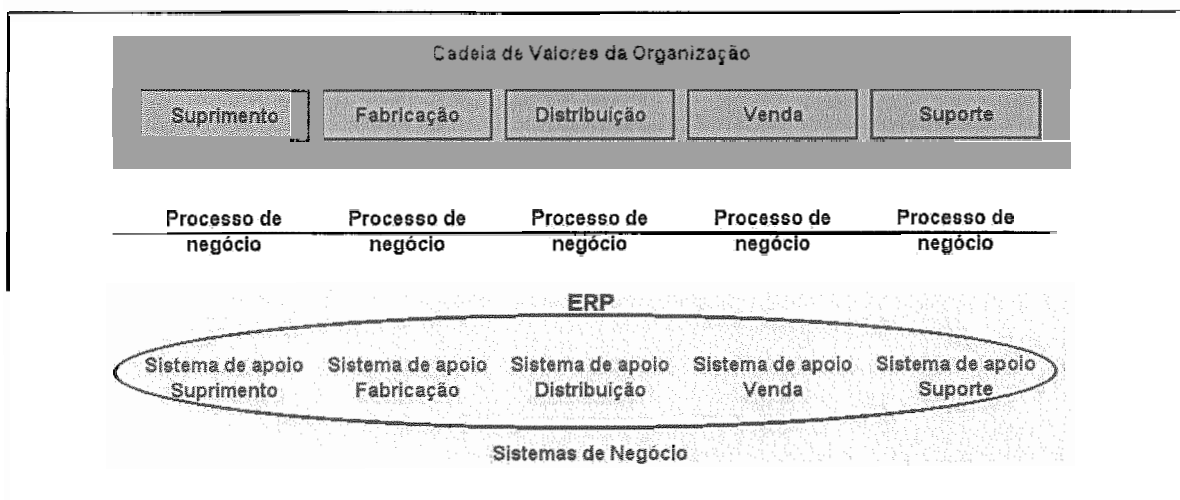 Cadeia de Valores da Organização
Suprimento Fabricação Distribuição Venda Suporte
Processo de Processo de Processo de Processo de Processo de
negócio negócio negócio negócio negócio
ERP
Sistema de apoio Sistema de apoio Sistema de apoio Sistema de apoio Sistema de apoio
Suprimento Fabricação Distribuição Venda Suporte
Sistemas de Negócio